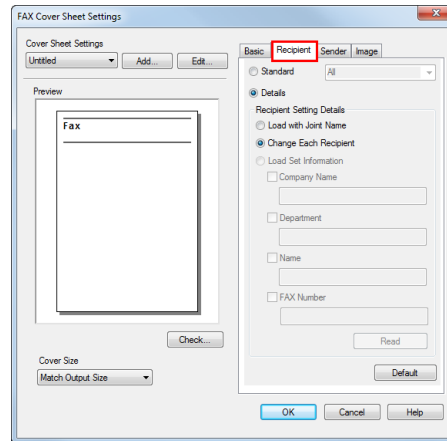 FAX Cover Sheet Settings
Cover Sheet Settings
Untitled
Add...
Edit...
Preview
Fax
Check...
Cover Size
Match Output Size
Basic
Recipient
Sender
Image
Standard
All
Details
Recipient Setting Details
Load with Joint Name
Change Each Recipient
Load Set Information
Company Name
Department
Name
FAX Number
Read
Default
OK
Cancel
Help